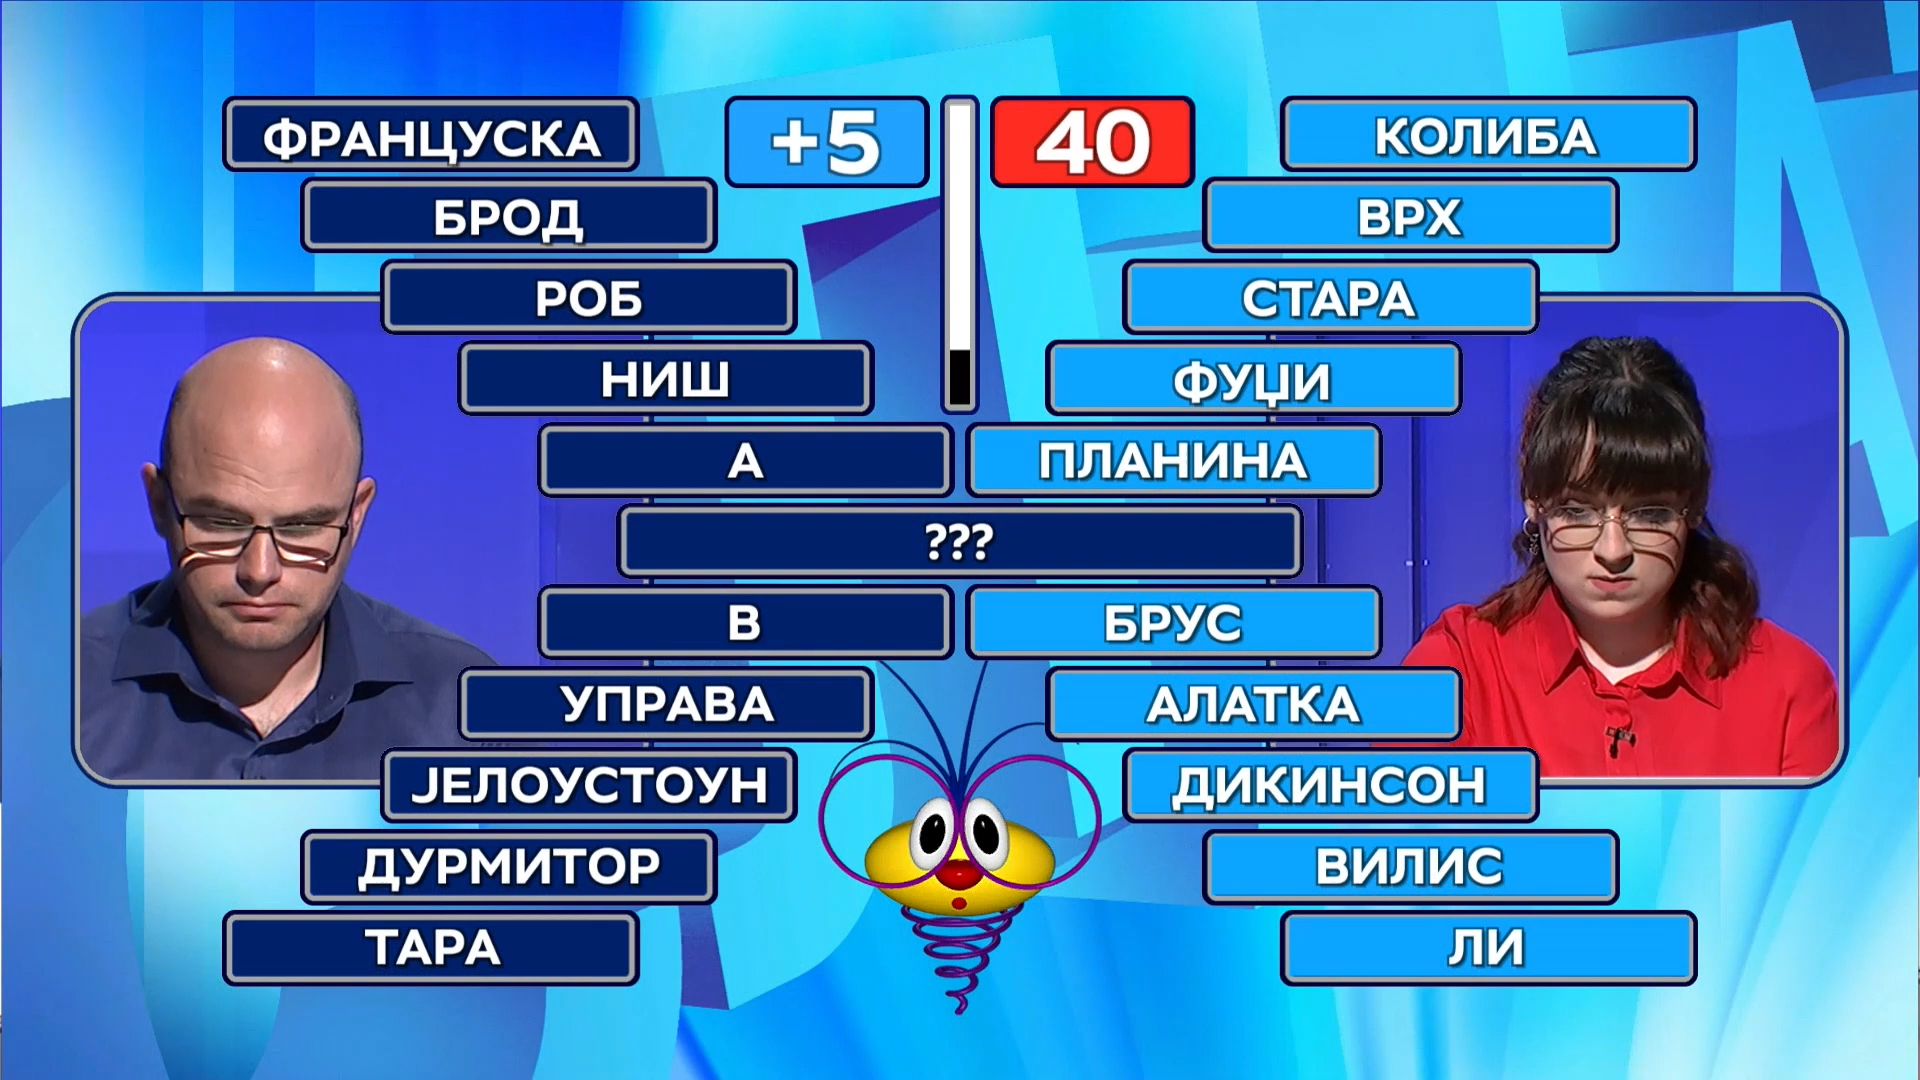 ФРАНЦУСКА
+5
40
КОЛИБА
БРОД
ВРХ
РОБ
СТАРА
НИШ
ФУЏИ
А
ПЛАНИНА
???
В
БРУС
УПРАВА
АЛАТКА
ЈЕЛОУСТОУН
ДИКИНСОН
ДУРМИТОР
ВИЛИС
ТАРА
ЛИ